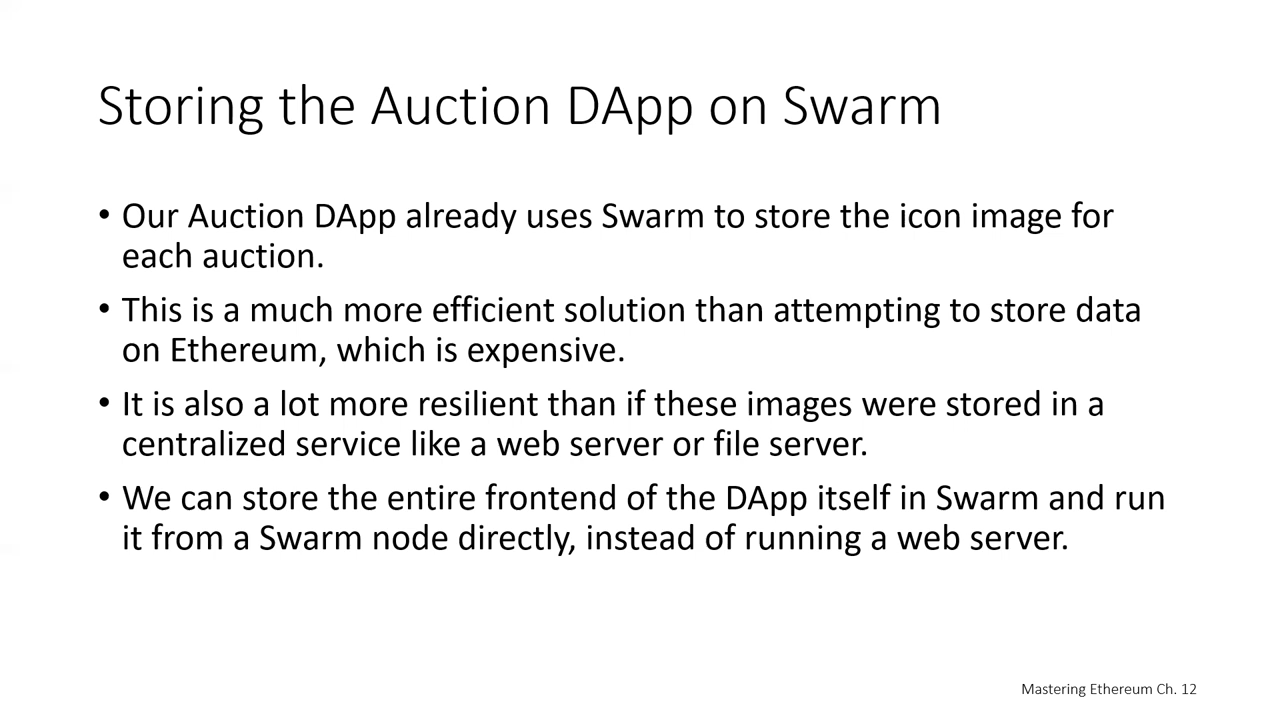 Storing the Auction DApp on Swarm
• Our Auction DApp already uses Swarm to store the icon image for
each auction.
• This is a much more efficient solution than attempting to store data
on Ethereum, which is expensive.
• It is also a lot more resilient than if these images were stored in a
centralized service like a web server or file server.
• We can store the entire frontend of the DApp itself in Swarm and run
it from a Swarm node directly, instead of running a web server.
Mastering Ethereum Ch. 12